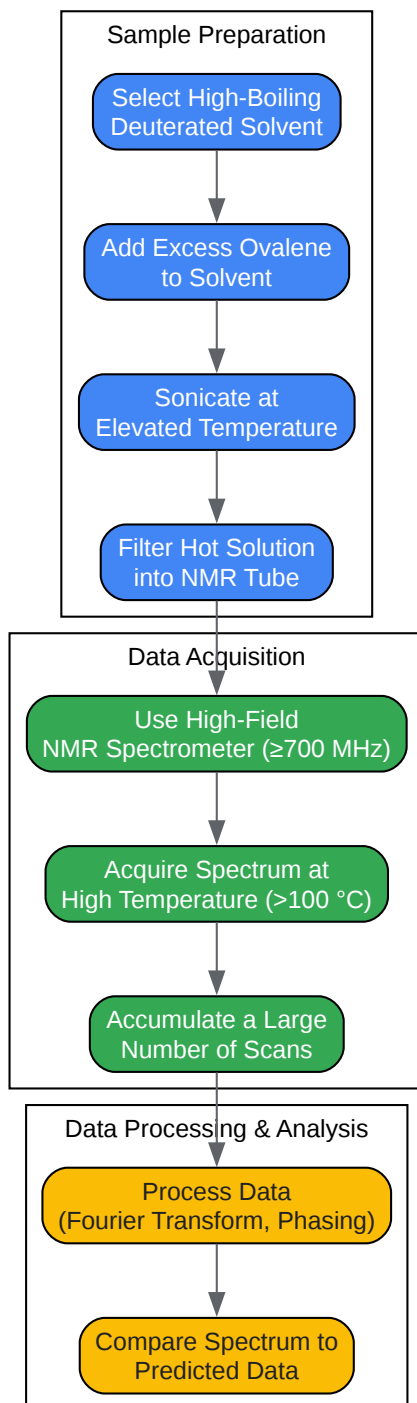 Sample Preparation
Select High-Boiling
Deuterated Solvent
Add Excess Ovalene
to Solvent
Sonicate at
Elevated Temperature
Filter Hot Solution
into NMR Tube
Data Acquisition
Use High-Field
NMR Spectrometer (≥700 MHz)
Acquire Spectrum at
High Temperature (>100 °C)
Accumulate a Large
Number of Scans
Data Processing & Analysis
Process Data
(Fourier Transform, Phasing)
Compare Spectrum to
Predicted Data